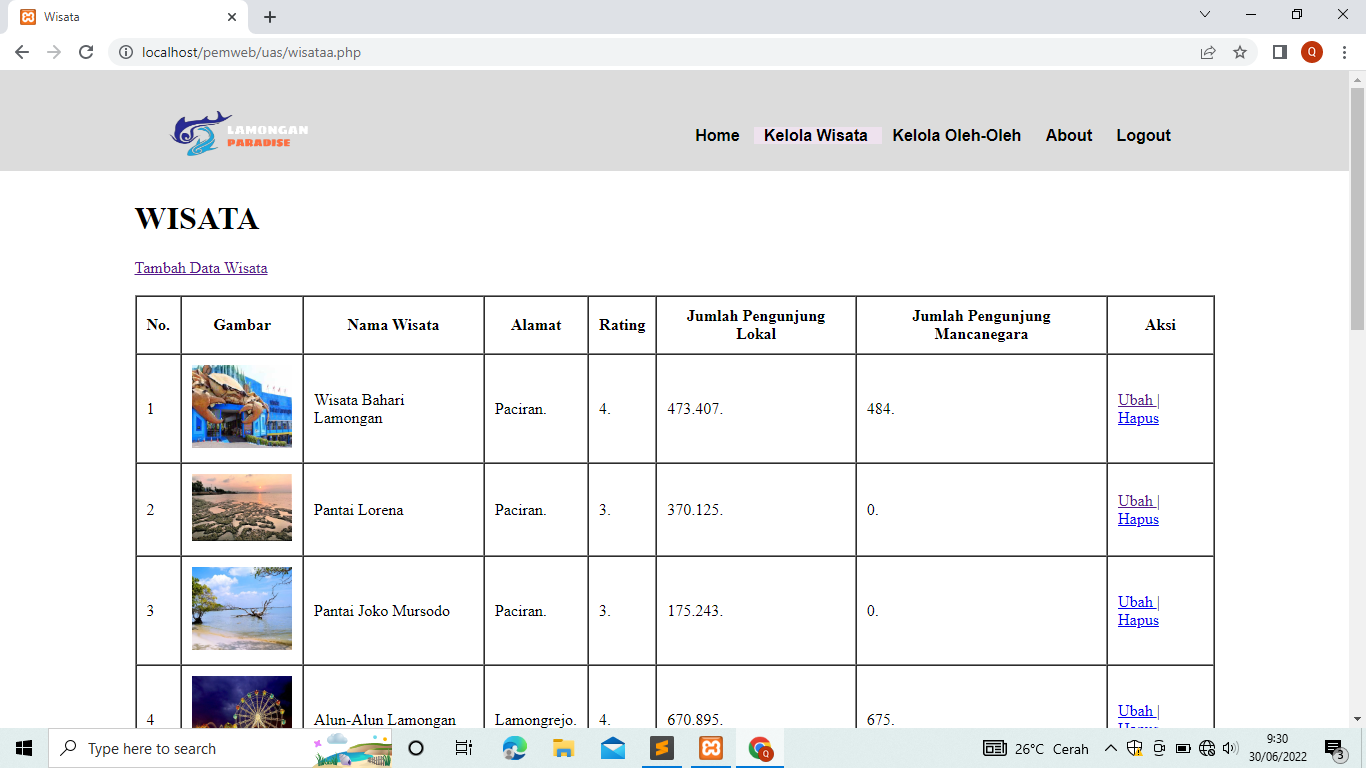 Wisata
localhost/pemweb/uas/wisataa.php
Q
LAMONGAN
PARADISE
Home Kelola Wisata Kelola Oleh-Oleh About Logout
WISATA
Tambah Data Wisata
No. Gambar Nama Wisata Alamat Rating Jumlah Pengunjung Lokal Jumlah Pengunjung Mancanegara Aksi
1 Wisata Bahari Lamongan Paciran. 4. 473.407. 484. Ubah | Hapus
2 Pantai Lorena Paciran. 3. 370.125. 0. Ubah | Hapus
3 Pantai Joko Mursodo Paciran. 3. 175.243. 0. Ubah | Hapus
4 Alun-Alun Lamongan Lamongrejo. 4. 670.895. 675. Ubah | Hapus
Type here to search
Q
26°C Cerah
9:30
30/06/2022
3